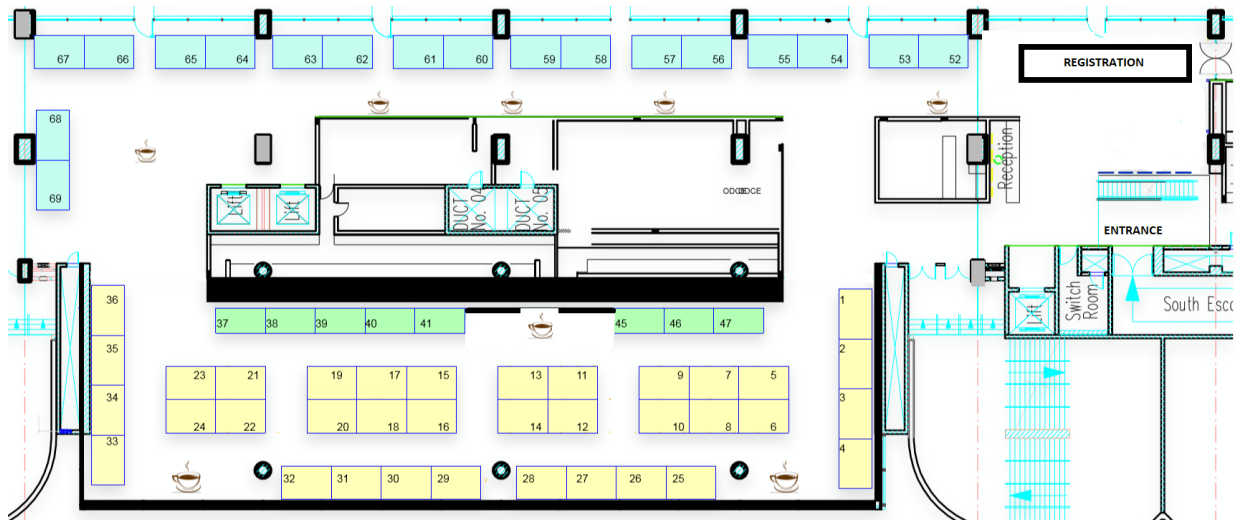 67 66 65 64 63 62 61 60 59 58 57 56 55 54 53 52
REGISTRATION
68
69
Reception
Lift
Lift
DUCT
No. 04
DUCT
No. 05
ENTRANCE
36
35
34
33
1
2
3
4
Lift
Switch
Room
South Esc
37 38 39 40 41 45 46 47
23 21 19 17 15 13 11 9 7 5
24 22 20 18 16 14 12 10 8 6
32 31 30 29 28 27 26 25